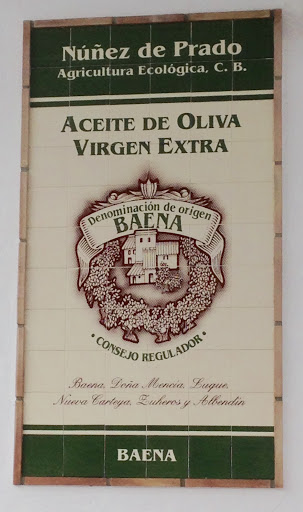 Núñez de Prado
Agricultura Ecológica, C. B.
ACEITE DE OLIVA
VIRGEN EXTRA
Denominación de origen
BAENA
• CONSEJO REGULADOR •
Baena, Doña Mencía, Luque,
Nueva Carteya, Zuheros y Albendín
BAENA